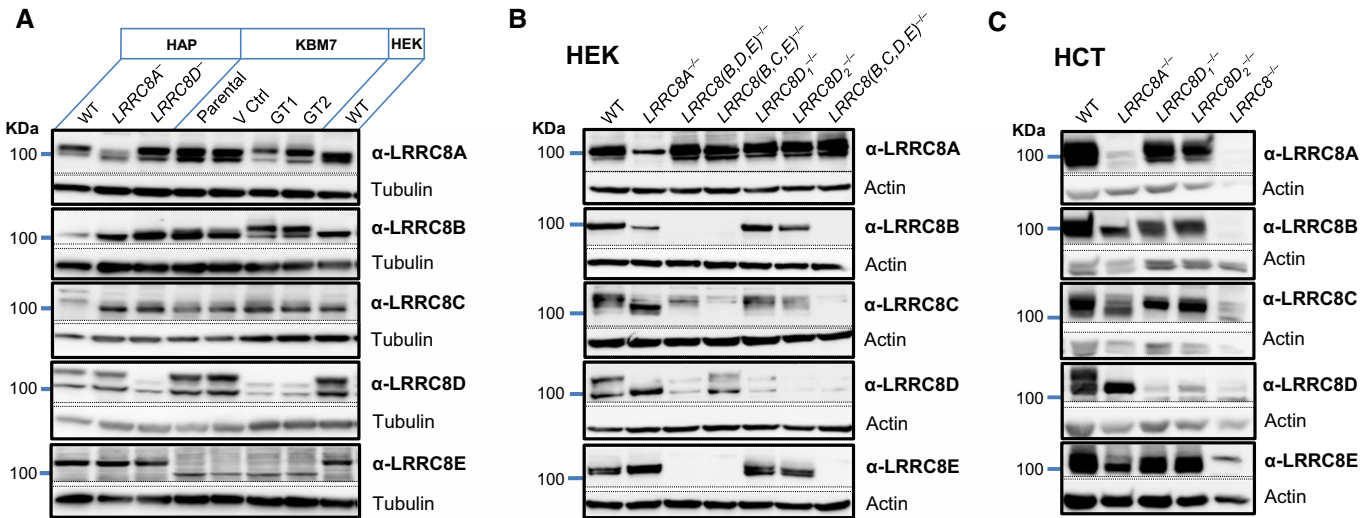 A
HAP KBM7 HEK
WT LRRC8A⁻ LRRC8D⁻ Parental V Ctrl GT1 GT2 WT
KDa
100 α-LRRC8A
Tubulin
100 α-LRRC8B
Tubulin
100 α-LRRC8C
Tubulin
100 α-LRRC8D
Tubulin
100 α-LRRC8E
Tubulin
B
HEK
WT LRRC8A⁻/⁻ LRRC8(B,D,E)⁻/⁻ LRRC8(B,C,E)⁻/⁻ LRRC8D₁⁻/⁻ LRRC8D₂⁻/⁻ LRRC8(B,C,D,E)⁻/⁻
KDa
100 α-LRRC8A
Actin
100 α-LRRC8B
Actin
100 α-LRRC8C
Actin
100 α-LRRC8D
Actin
100 α-LRRC8E
Actin
C
HCT
WT LRRC8A⁻/⁻ LRRC8D₁⁻/⁻ LRRC8D₂⁻/⁻ LRRC8⁻/⁻
KDa
100 α-LRRC8A
Actin
100 α-LRRC8B
Actin
100 α-LRRC8C
Actin
100 α-LRRC8D
Actin
100 α-LRRC8E
Actin